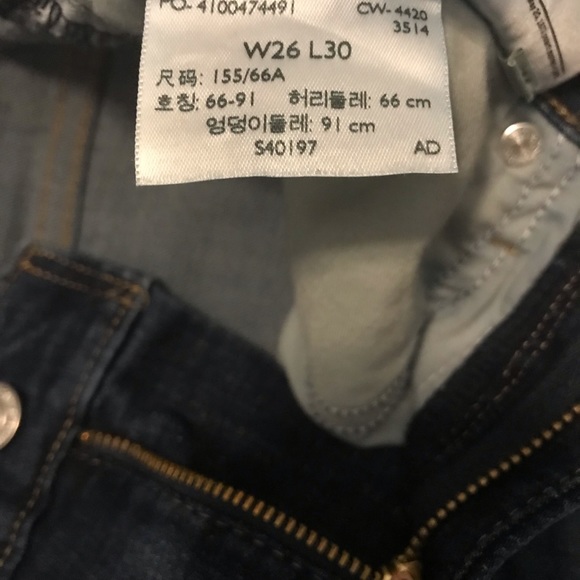 PO- 4100474491 CW- 4420
3514
W26 L30
尺码: 155/66A
호칭: 66-91 허리둘레: 66 cm
엉덩이둘레: 91 cm
S40197 AD